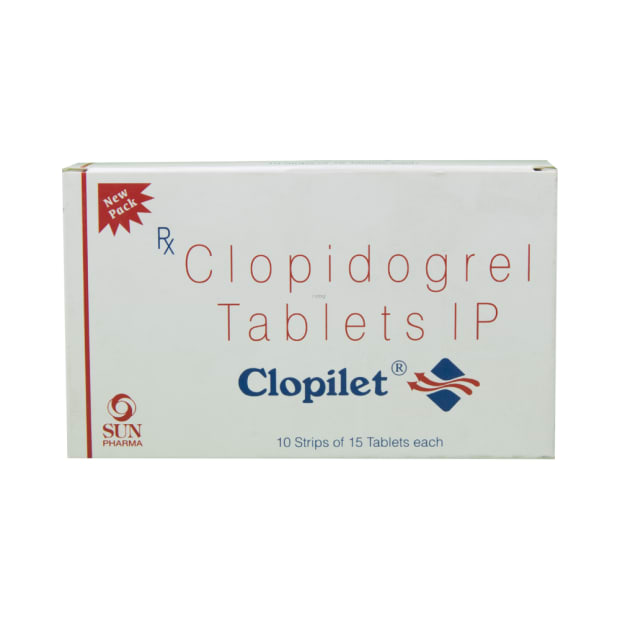 New
Pack
Rx
Clopidogrel
Tablets IP
Clopilet®
SUN
PHARMA
10 Strips of 15 Tablets each